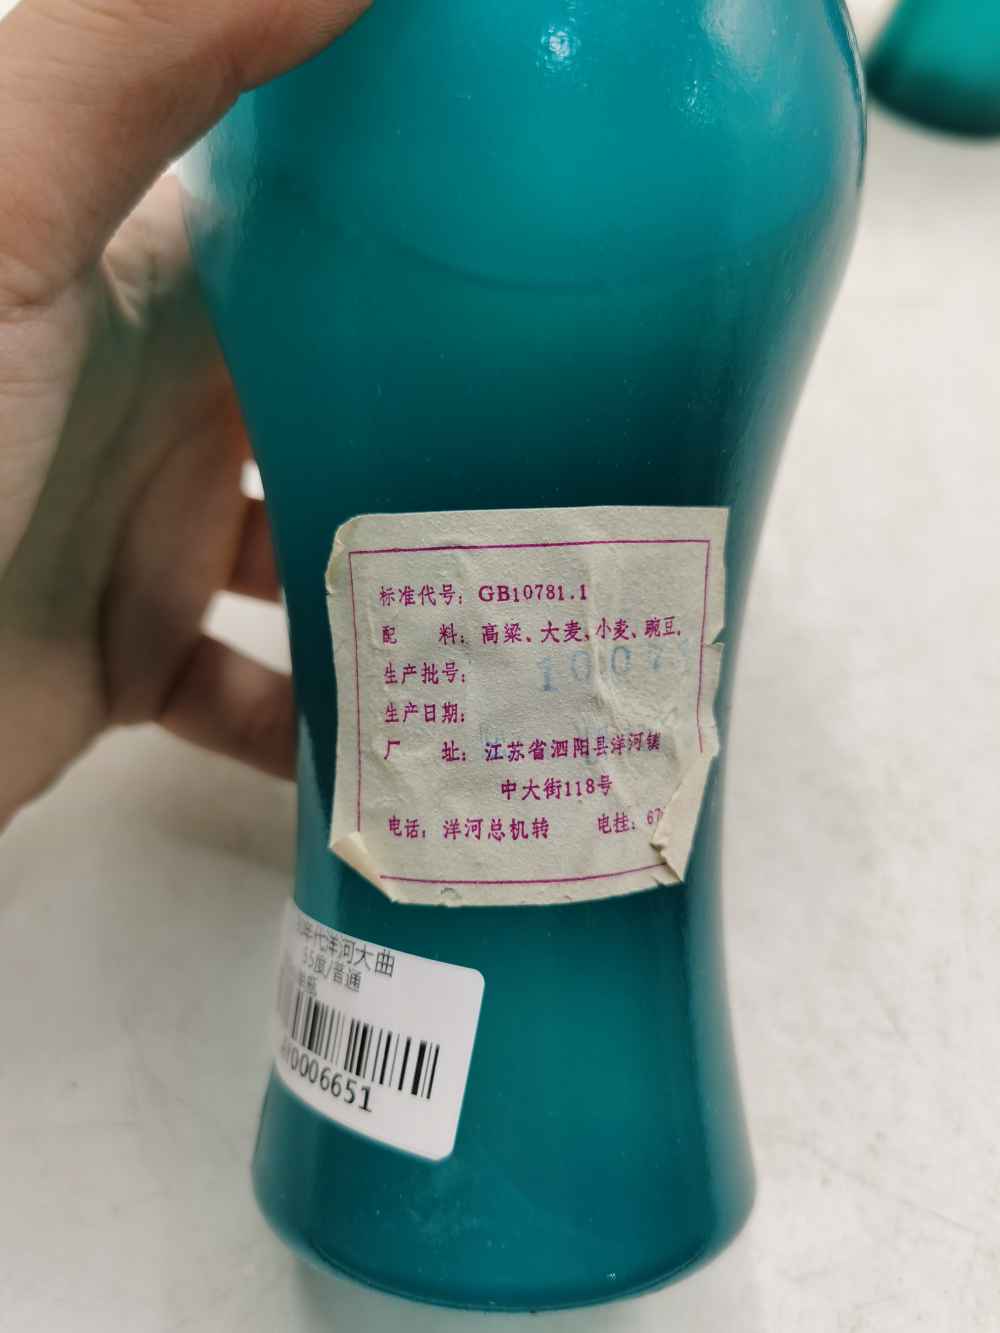 标准代号：GB10781.1
配 料：高粱、大麦、小麦、豌豆。
生产批号：
1007
生产日期：
厂 址：江苏省泗阳县洋河镇
中大街118号
电话：洋河总机转 电挂：67
年代洋河大曲
55度/普通
0006651